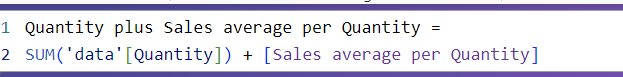 1 Quantity plus Sales average per Quantity =
2 SUM('data'[Quantity]) + [Sales average per Quantity]